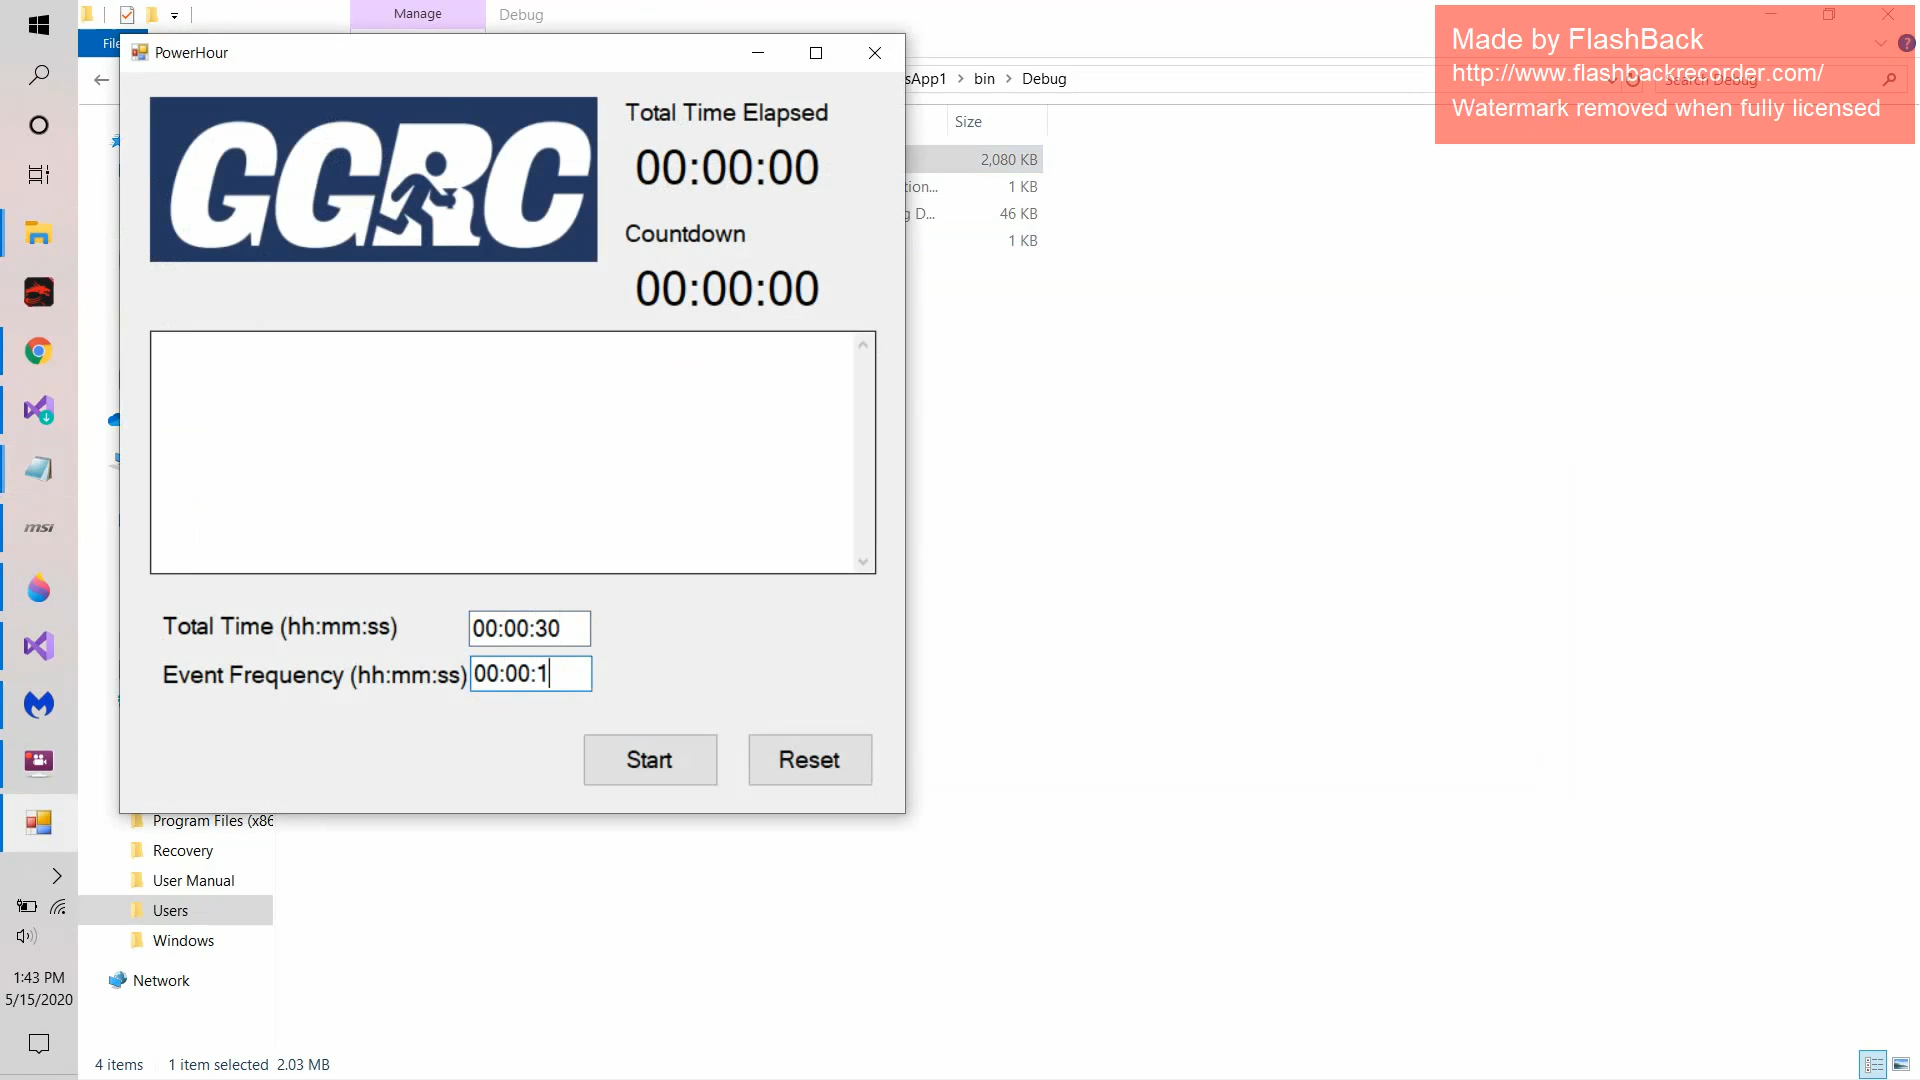 Manage
Debug
File
PowerHour
Made by FlashBack
http://www.flashbackrecorder.com/
Watermark removed when fully licensed
sApp1 > bin > Debug
Search Debug
GGRC
Total Time Elapsed
00:00:00
Countdown
00:00:00
Size
2,080 KB
tion... 1 KB
g D... 46 KB
1 KB
Total Time (hh:mm:ss) 00:00:30
Event Frequency (hh:mm:ss) 00:00:1
Start Reset
msi
Program Files (x86
Recovery
User Manual
Users
Windows
Network
1:43 PM
5/15/2020
4 items 1 item selected 2.03 MB